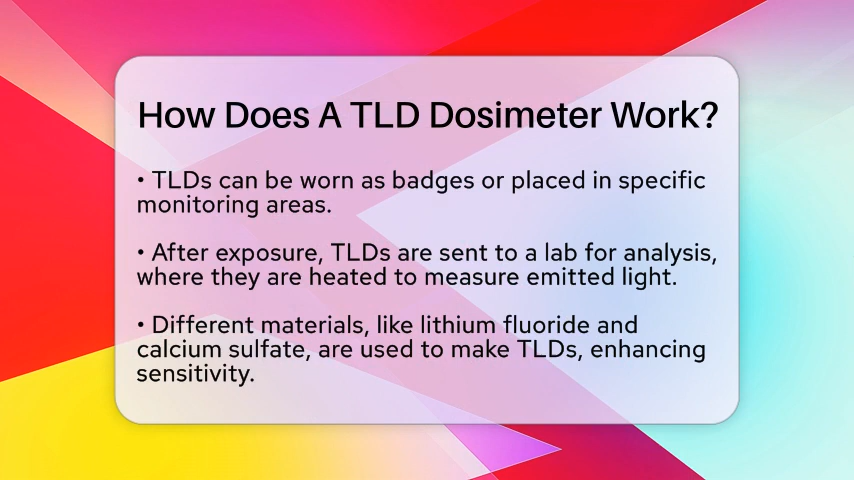 How Does A TLD Dosimeter Work?
• TLDs can be worn as badges or placed in specific
monitoring areas.
• After exposure, TLDs are sent to a lab for analysis,
where they are heated to measure emitted light.
• Different materials, like lithium fluoride and
calcium sulfate, are used to make TLDs, enhancing
sensitivity.